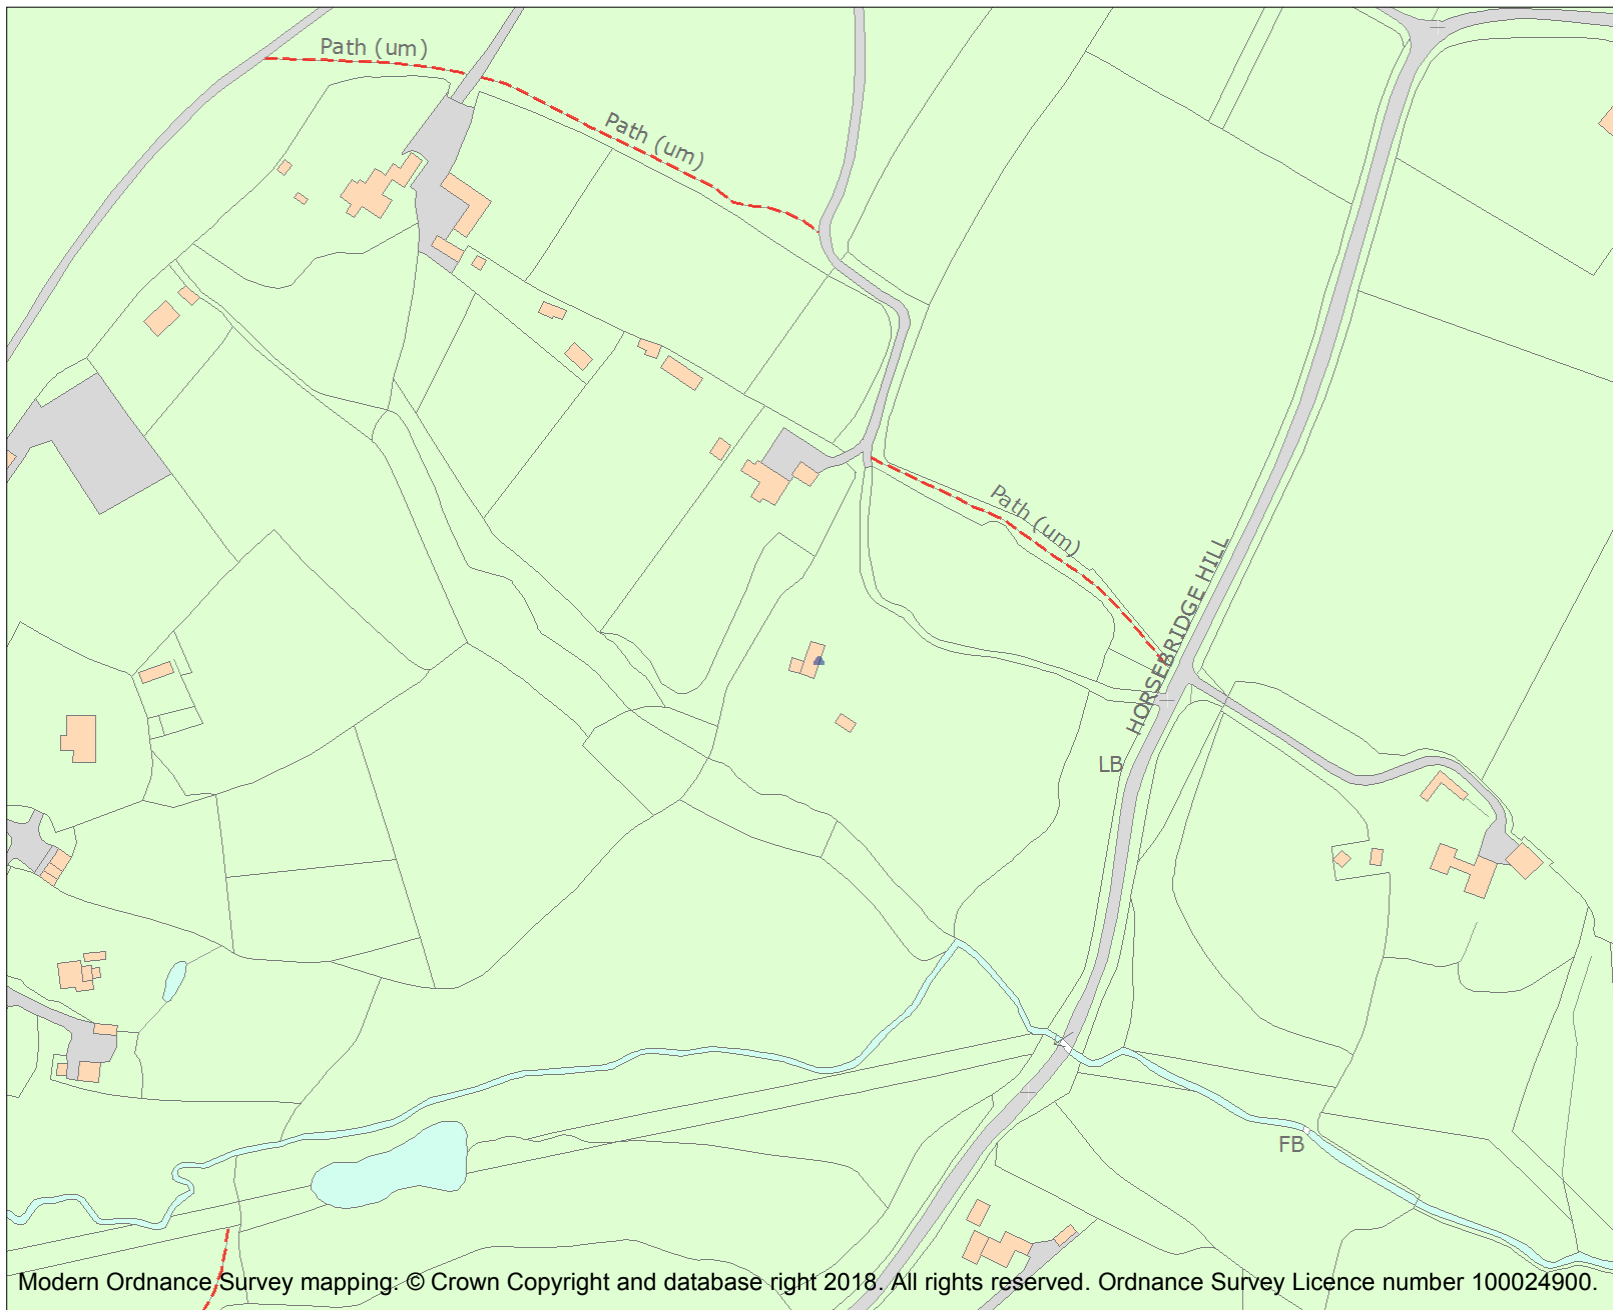 Path (um)
Path (um)
Path (um)
HORSEBRIDGE HILL
LB
FB
Modern Ordnance Survey mapping: © Crown Copyright and database right 2018. All rights reserved. Ordnance Survey Licence number 100024900.